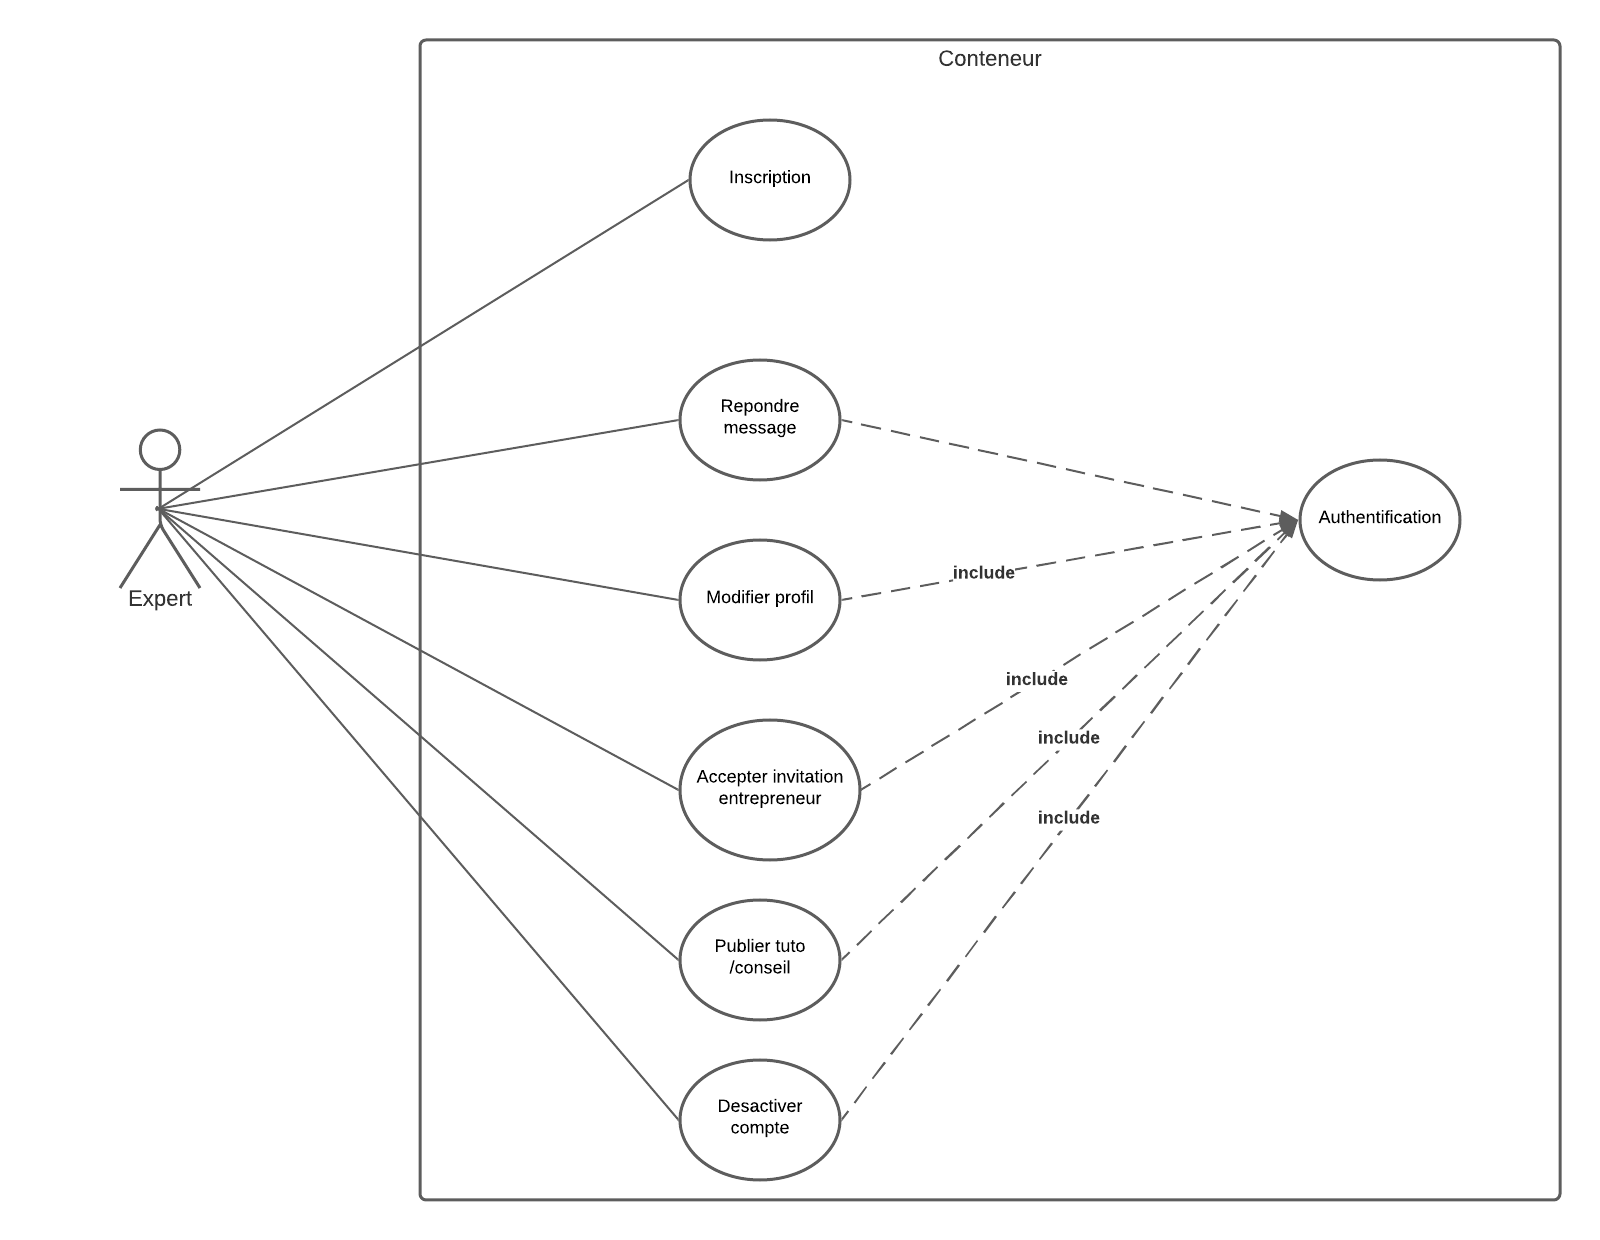 Conteneur
Inscription
Repondre
message
Authentification
Expert
Modifier profil
include
include
include
include
Accepter invitation
entrepreneur
Publier tuto
/conseil
Desactiver
compte